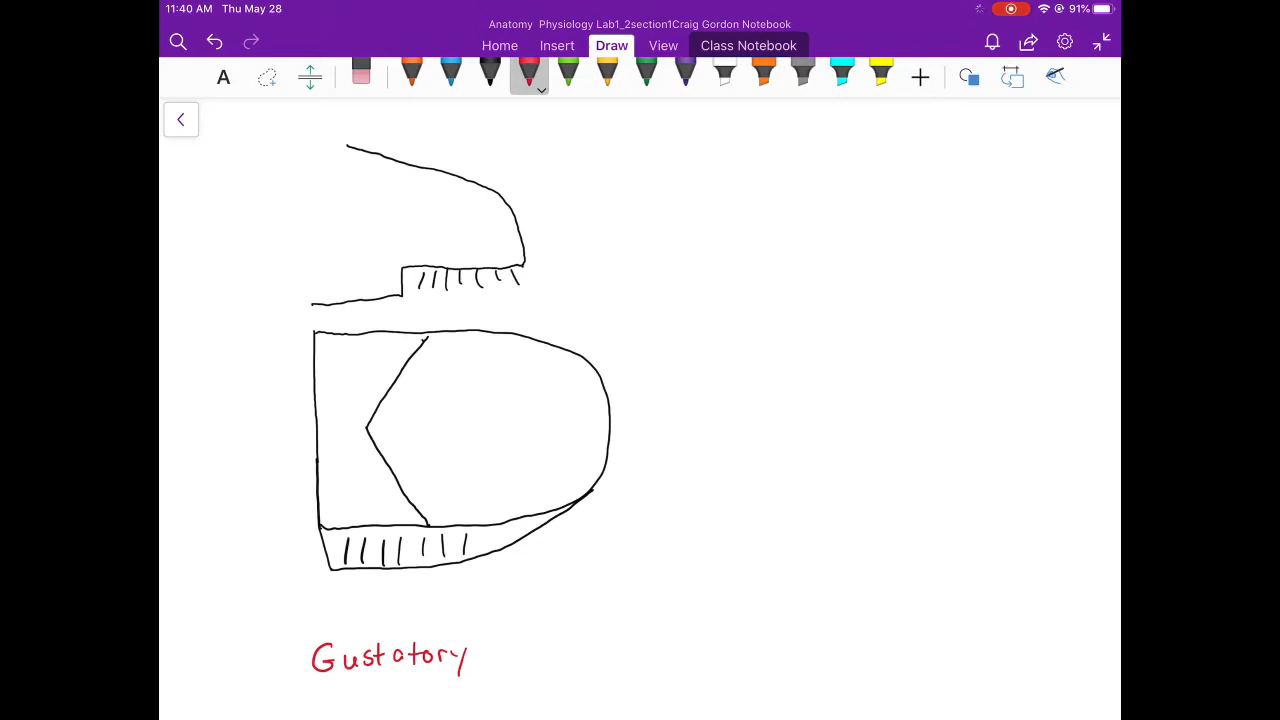 11:40 AM Thu May 28
91%
Anatomy Physiology Lab1_2section1Craig Gordon Notebook
Home Insert Draw View Class Notebook
A
Gustatory